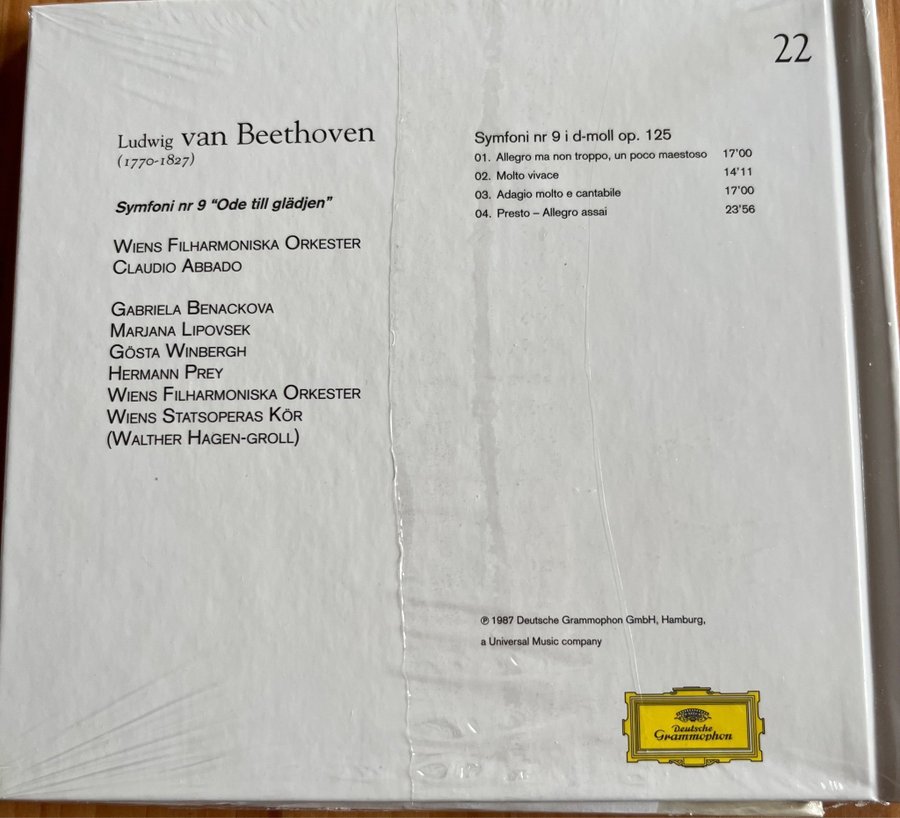 22
Ludwig van Beethoven
(1770-1827)
Symfoni nr 9 "Ode till glädjen"
WIENS FILHARMONISKA ORKESTER
CLAUDIO ABBADO
GABRIELA BENACKOVA
MARJANA LIPOVSEK
GÖSTA WINBERGH
HERMANN PREY
WIENS FILHARMONISKA ORKESTER
WIENS STATSOPERAS KÖR
(WALTHER HAGEN-GROLL)
Symfoni nr 9 i d-moll op. 125
01. Allegro ma non troppo, un poco maestoso 17'00
02. Molto vivace 14'11
03. Adagio molto e cantabile 17'00
04. Presto – Allegro assai 23'56
℗ 1987 Deutsche Grammophon GmbH, Hamburg,
a Universal Music company
Deutsche
Grammophon